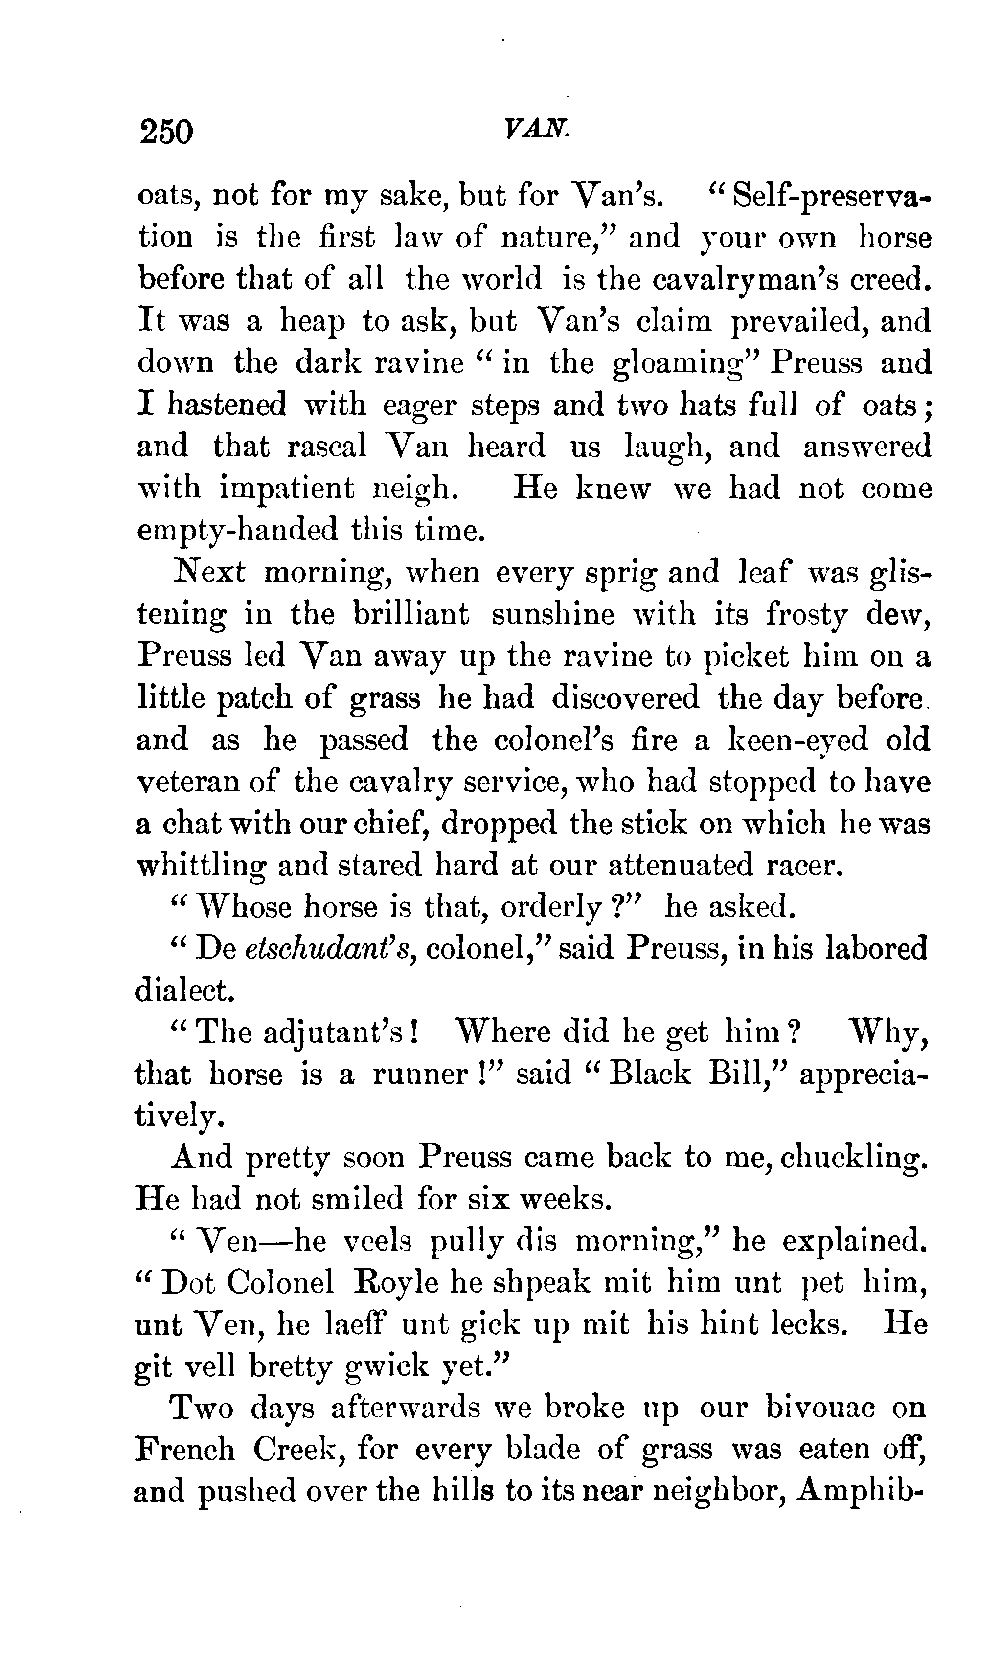 250 VAN.
oats, not for my sake, but for Van's. "Self-preserva-
tion is the first law of nature," and your own horse
before that of all the world is the cavalryman's creed.
It was a heap to ask, but Van's claim prevailed, and
down the dark ravine "in the gloaming" Preuss and
I hastened with eager steps and two hats full of oats;
and that rascal Van heard us laugh, and answered
with impatient neigh. He knew we had not come
empty-handed this time.
Next morning, when every sprig and leaf was glis-
tening in the brilliant sunshine with its frosty dew,
Preuss led Van away up the ravine to picket him on a
little patch of grass he had discovered the day before.
and as he passed the colonel's fire a keen-eyed old
veteran of the cavalry service, who had stopped to have
a chat with our chief, dropped the stick on which he was
whittling and stared hard at our attenuated racer.
"Whose horse is that, orderly?" he asked.
"De etschudant's, colonel," said Preuss, in his labored
dialect.
"The adjutant's! Where did he get him? Why,
that horse is a runner!" said "Black Bill," apprecia-
tively.
And pretty soon Preuss came back to me, chuckling.
He had not smiled for six weeks.
"Ven—he veels pully dis morning," he explained.
"Dot Colonel Royle he shpeak mit him unt pet him,
unt Ven, he laeff unt gick up mit his hint lecks. He
git vell bretty gwick yet."
Two days afterwards we broke up our bivouac on
French Creek, for every blade of grass was eaten off,
and pushed over the hills to its near neighbor, Amphib-